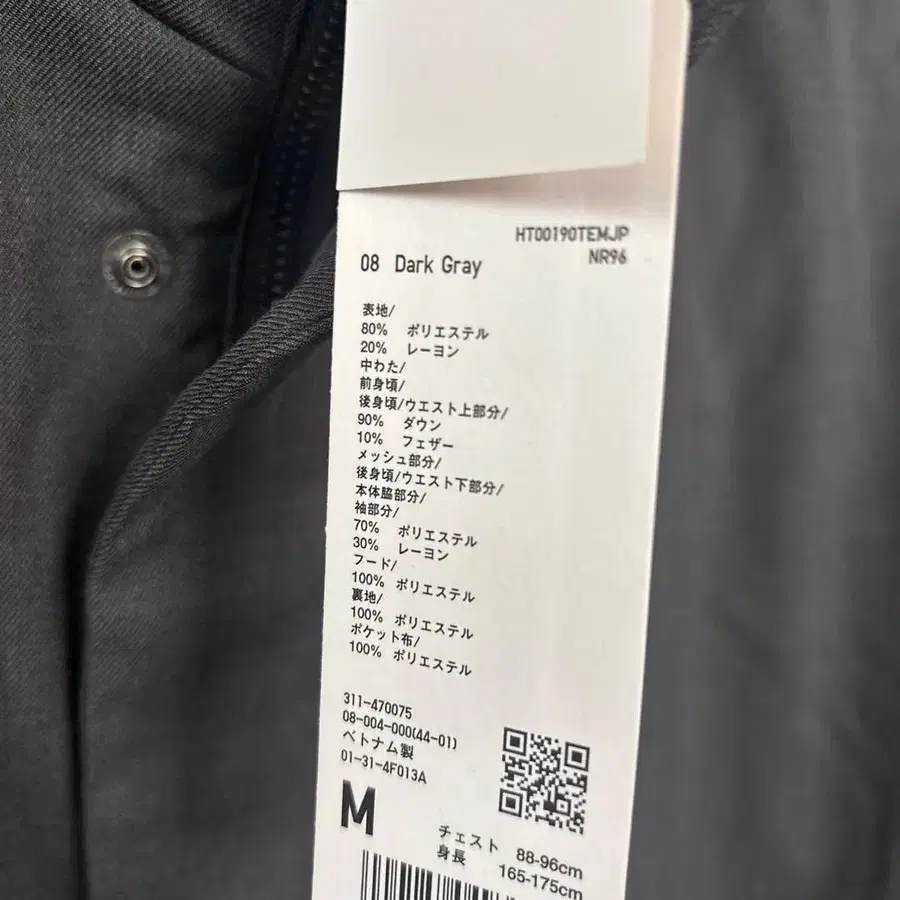 HT00190TEMJP
NR96
08 Dark Gray
表地/
80% ポリエステル
20% レーヨン
中わた/
前身頃/
後身頃/ウエスト上部分/
90% ダウン
10% フェザー
メッシュ部分/
後身頃/ウエスト下部分/
本体脇部分/
袖部分/
70% ポリエステル
30% レーヨン
フード/
100% ポリエステル
裏地/
100% ポリエステル
ポケット布/
100% ポリエステル
311-470075
08-004-000(44-01)
ベトナム製
01-31-4F013A
M
チェスト 88-96cm
身長 165-175cm